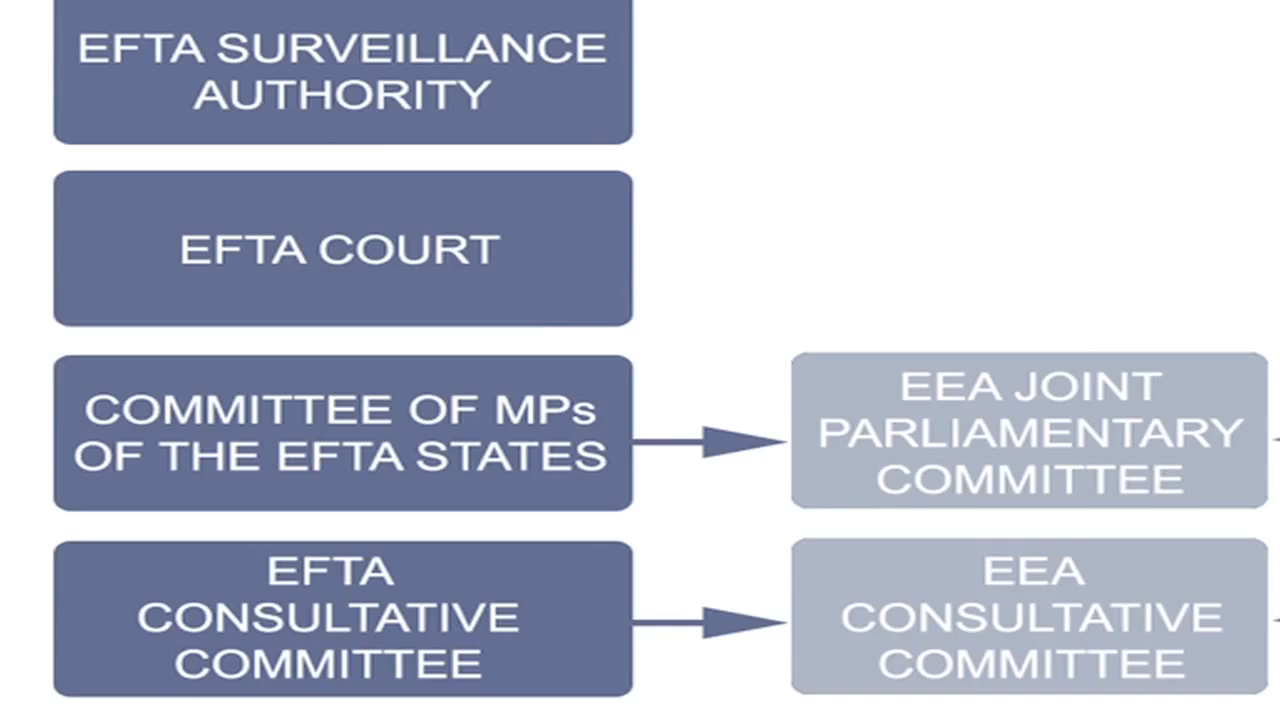 EFTA SURVEILLANCE
AUTHORITY
EFTA COURT
COMMITTEE OF MPs
OF THE EFTA STATES
EEA JOINT
PARLIAMENTARY
COMMITTEE
EFTA
CONSULTATIVE
COMMITTEE
EEA
CONSULTATIVE
COMMITTEE